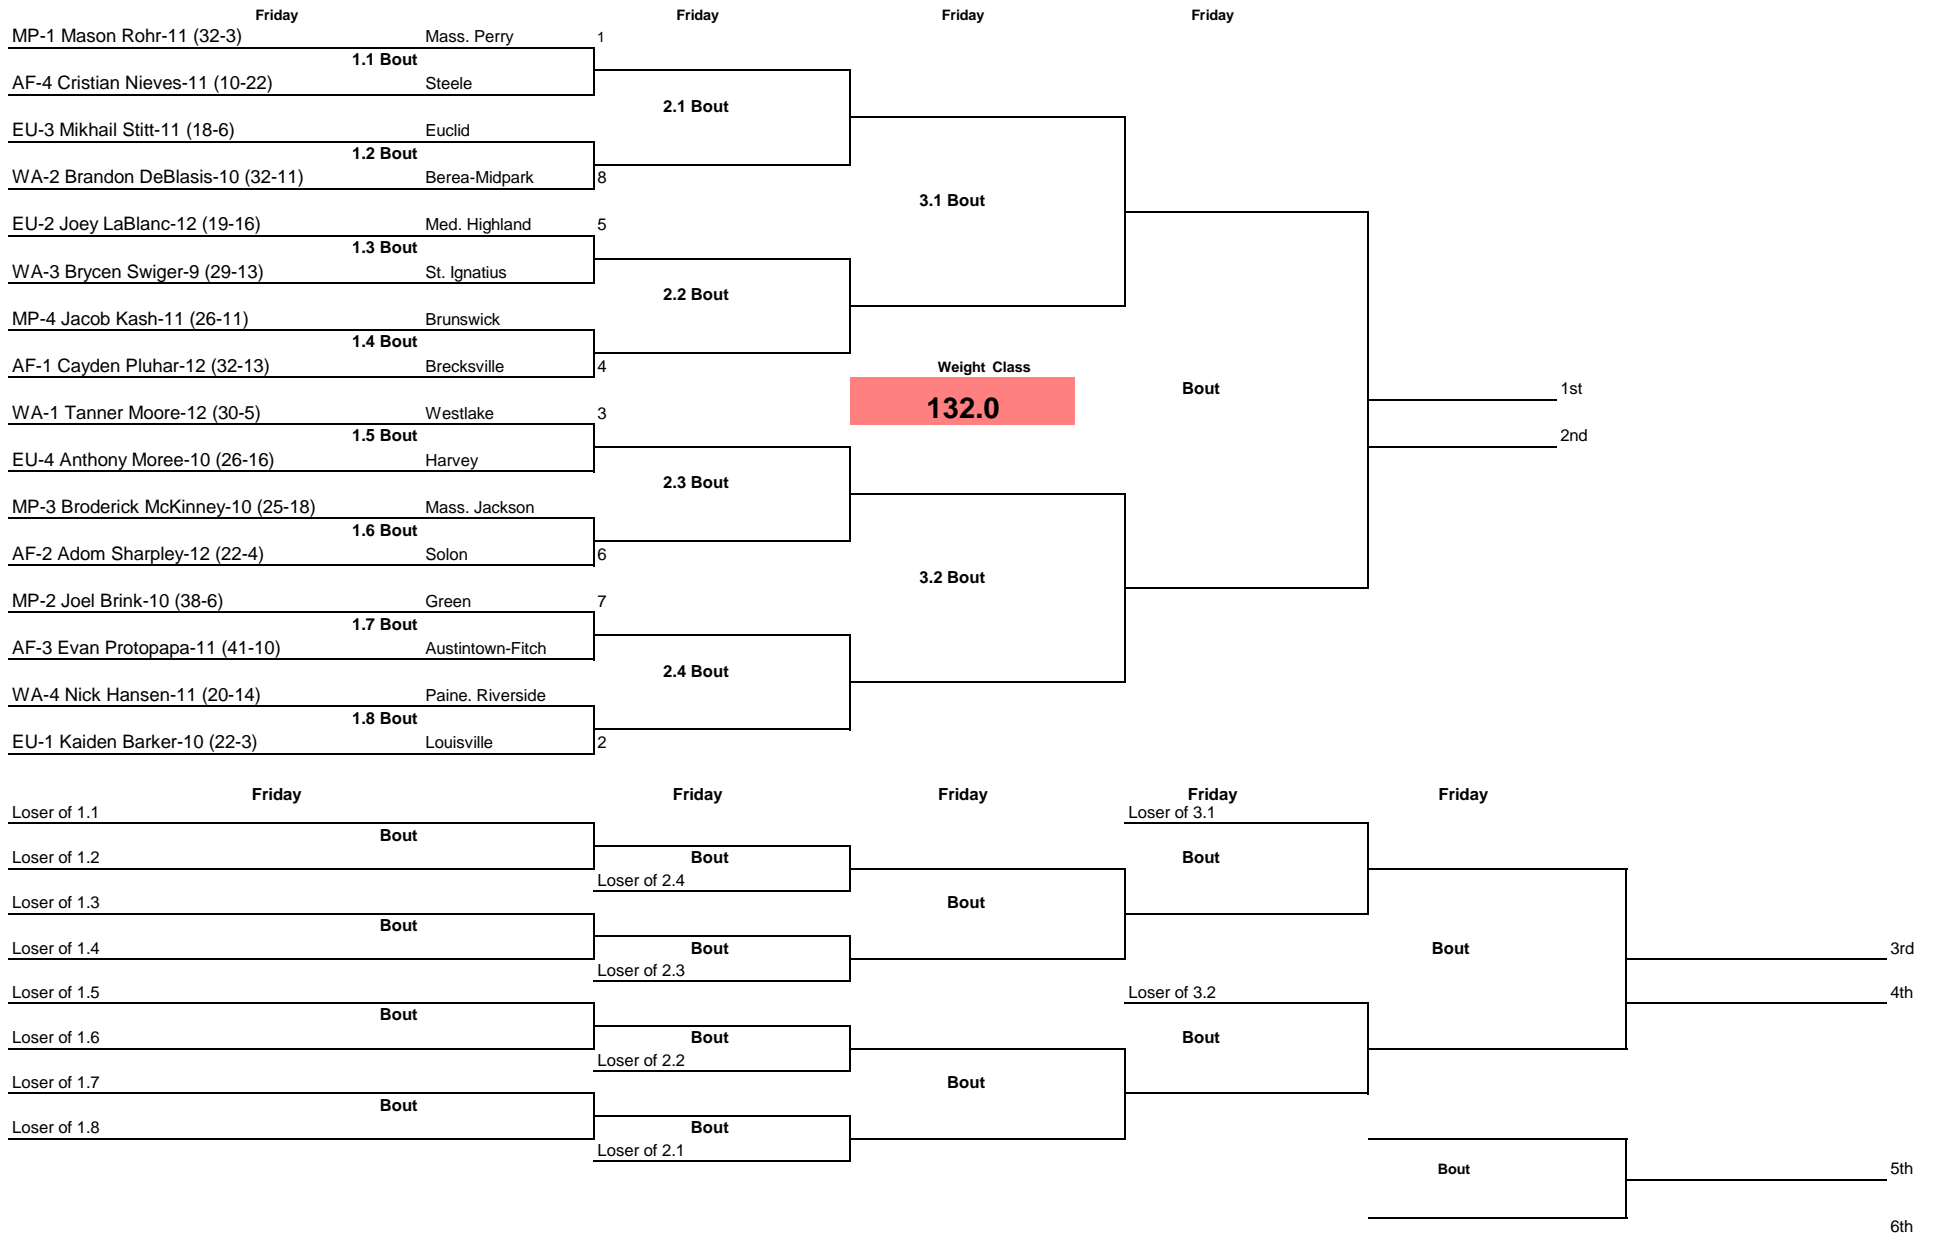 Friday Friday Friday Friday
MP-1 Mason Rohr-11 (32-3) Mass. Perry 1
1.1 Bout
AF-4 Cristian Nieves-11 (10-22) Steele
2.1 Bout
EU-3 Mikhail Stitt-11 (18-6) Euclid
1.2 Bout
WA-2 Brandon DeBlasis-10 (32-11) Berea-Midpark 8
3.1 Bout
EU-2 Joey LaBlanc-12 (19-16) Med. Highland 5
1.3 Bout
WA-3 Brycen Swiger-9 (29-13) St. Ignatius
2.2 Bout
MP-4 Jacob Kash-11 (26-11) Brunswick
1.4 Bout
AF-1 Cayden Pluhar-12 (32-13) Brecksville 4 Weight Class
Bout 1st
132.0
WA-1 Tanner Moore-12 (30-5) Westlake 3
1.5 Bout 2nd
EU-4 Anthony Moree-10 (26-16) Harvey
2.3 Bout
MP-3 Broderick McKinney-10 (25-18) Mass. Jackson
1.6 Bout
AF-2 Adom Sharpley-12 (22-4) Solon 6
3.2 Bout
MP-2 Joel Brink-10 (38-6) Green 7
1.7 Bout
AF-3 Evan Protopapa-11 (41-10) Austintown-Fitch
2.4 Bout
WA-4 Nick Hansen-11 (20-14) Paine. Riverside
1.8 Bout
EU-1 Kaiden Barker-10 (22-3) Louisville 2
Friday Friday Friday Friday Friday
Loser of 1.1 Loser of 3.1
Bout
Loser of 1.2 Bout Bout
Loser of 2.4
Loser of 1.3 Bout
Bout
Loser of 1.4 Bout Bout 3rd
Loser of 2.3
Loser of 1.5 Loser of 3.2 4th
Bout
Loser of 1.6 Bout Bout
Loser of 2.2
Loser of 1.7 Bout
Bout
Loser of 1.8 Bout
Loser of 2.1
Bout 5th
6th